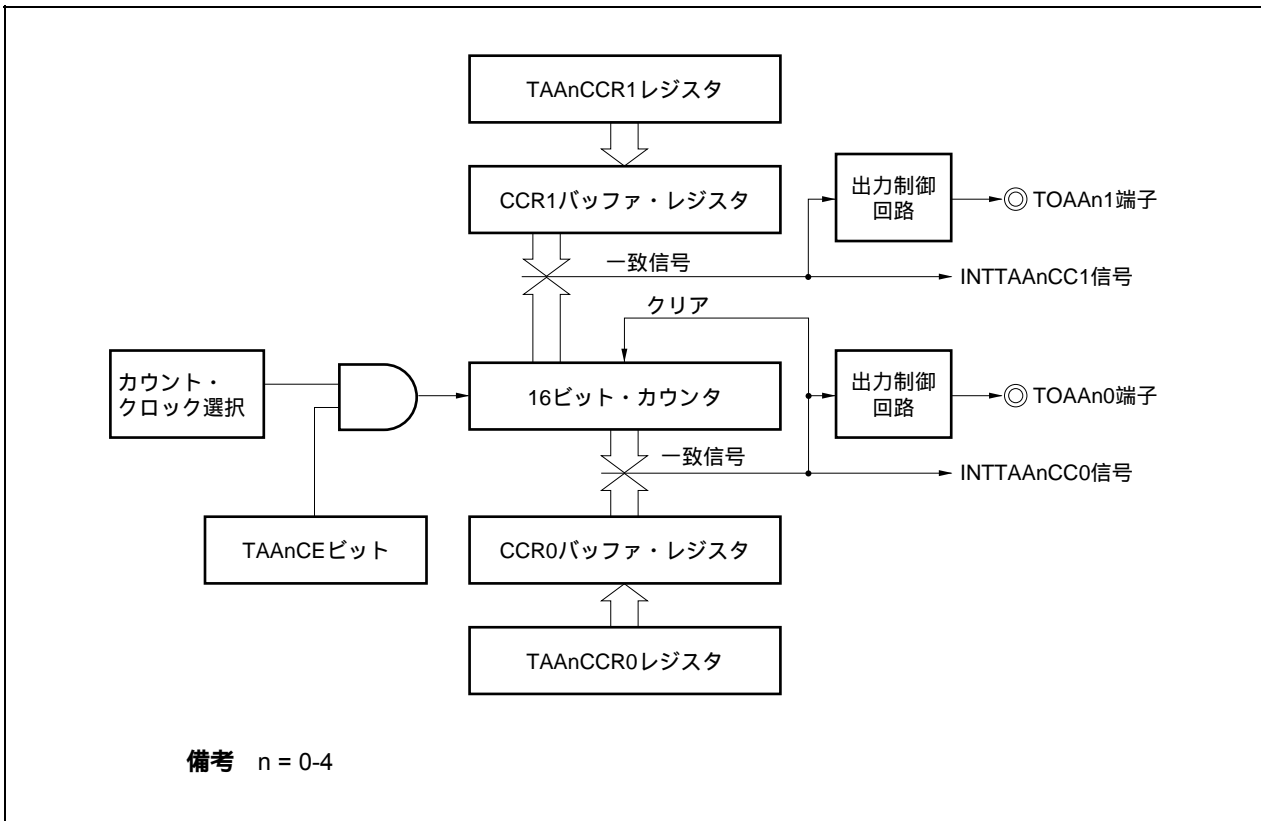 TAAnCCR1レジスタ
CCR1バッファ・レジスタ
出力制御
回路
TOAAn1端子
一致信号
INTTAAnCC1信号
クリア
カウント・
クロック選択
16ビット・カウンタ
出力制御
回路
TOAAn0端子
一致信号
INTTAAnCC0信号
TAAnCEビット
CCR0バッファ・レジスタ
TAAnCCR0レジスタ
備考 n = 0-4